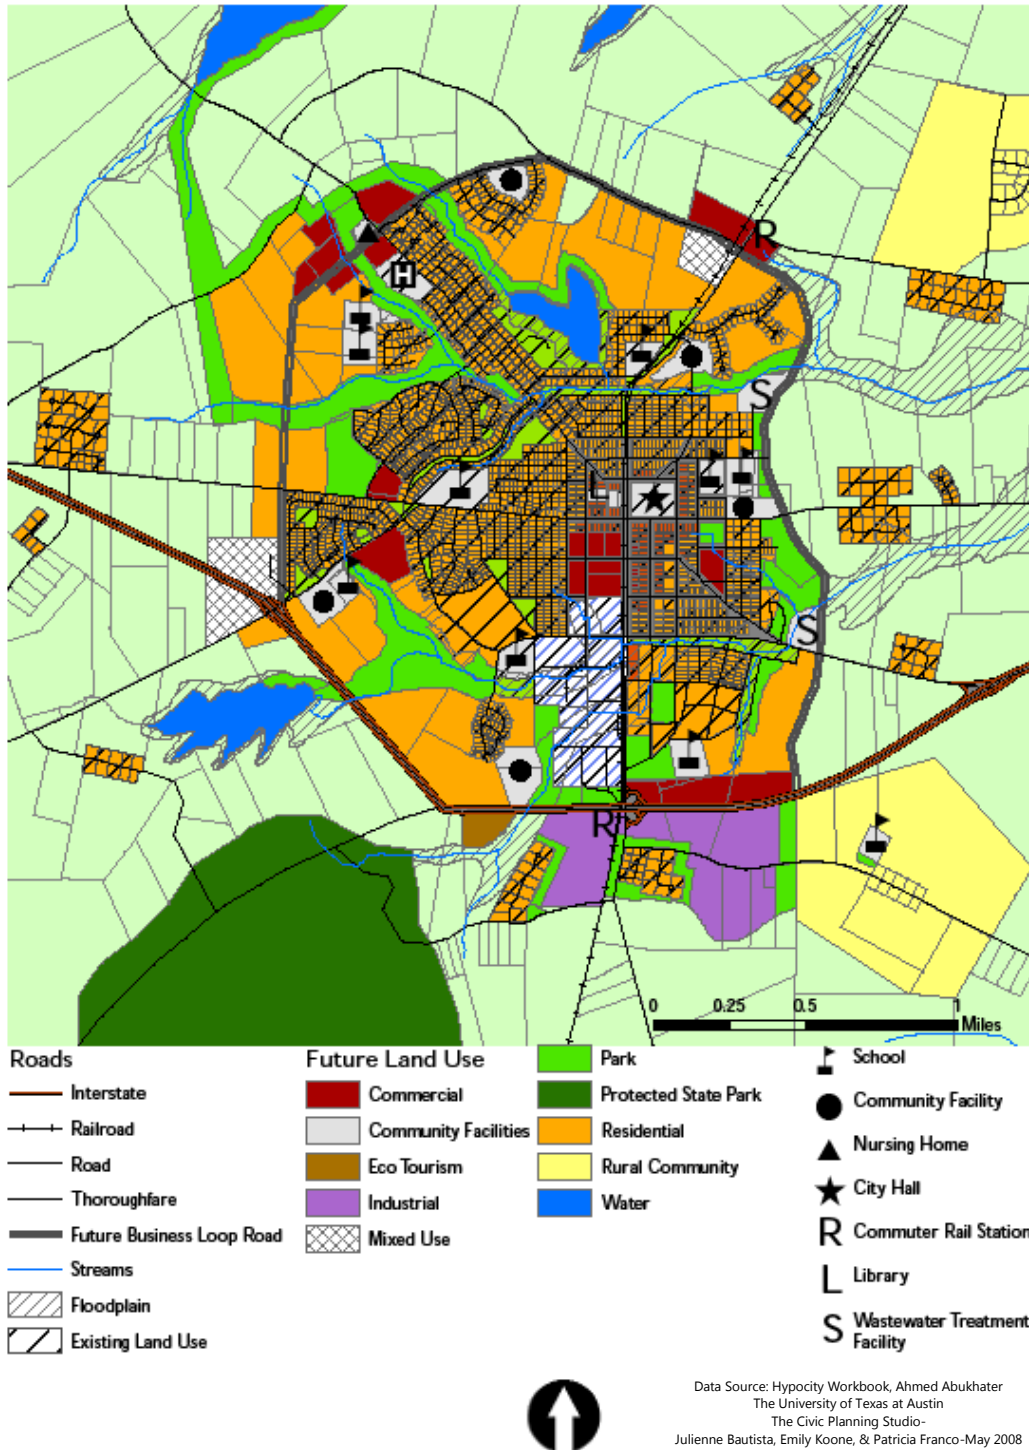 R
H
S
L
S
R
0 0.25 0.5 1
Miles
Roads
Interstate
Railroad
Road
Thoroughfare
Future Business Loop Road
Streams
Floodplain
Existing Land Use
Future Land Use
Commercial
Community Facilities
Eco Tourism
Industrial
Mixed Use
Park
Protected State Park
Residential
Rural Community
Water
School
Community Facility
Nursing Home
City Hall
R Commuter Rail Station
L Library
S Wastewater Treatment
Facility
Data Source: Hypocity Workbook, Ahmed Abukhater
The University of Texas at Austin
The Civic Planning Studio-
Julienne Bautista, Emily Koone, & Patricia Franco-May 2008